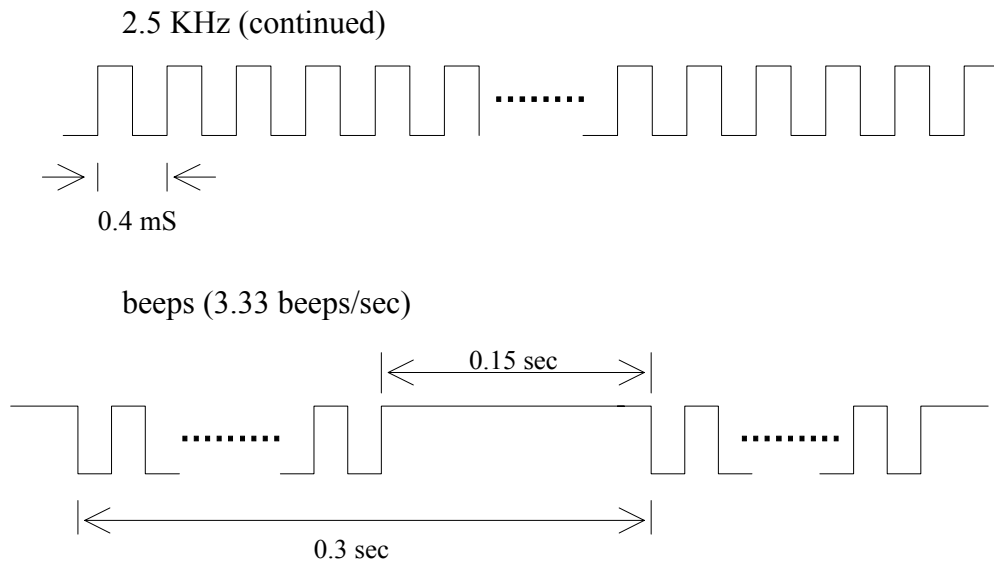 2.5 KHz (continued)
0.4 mS
beeps (3.33 beeps/sec)
0.15 sec
0.3 sec